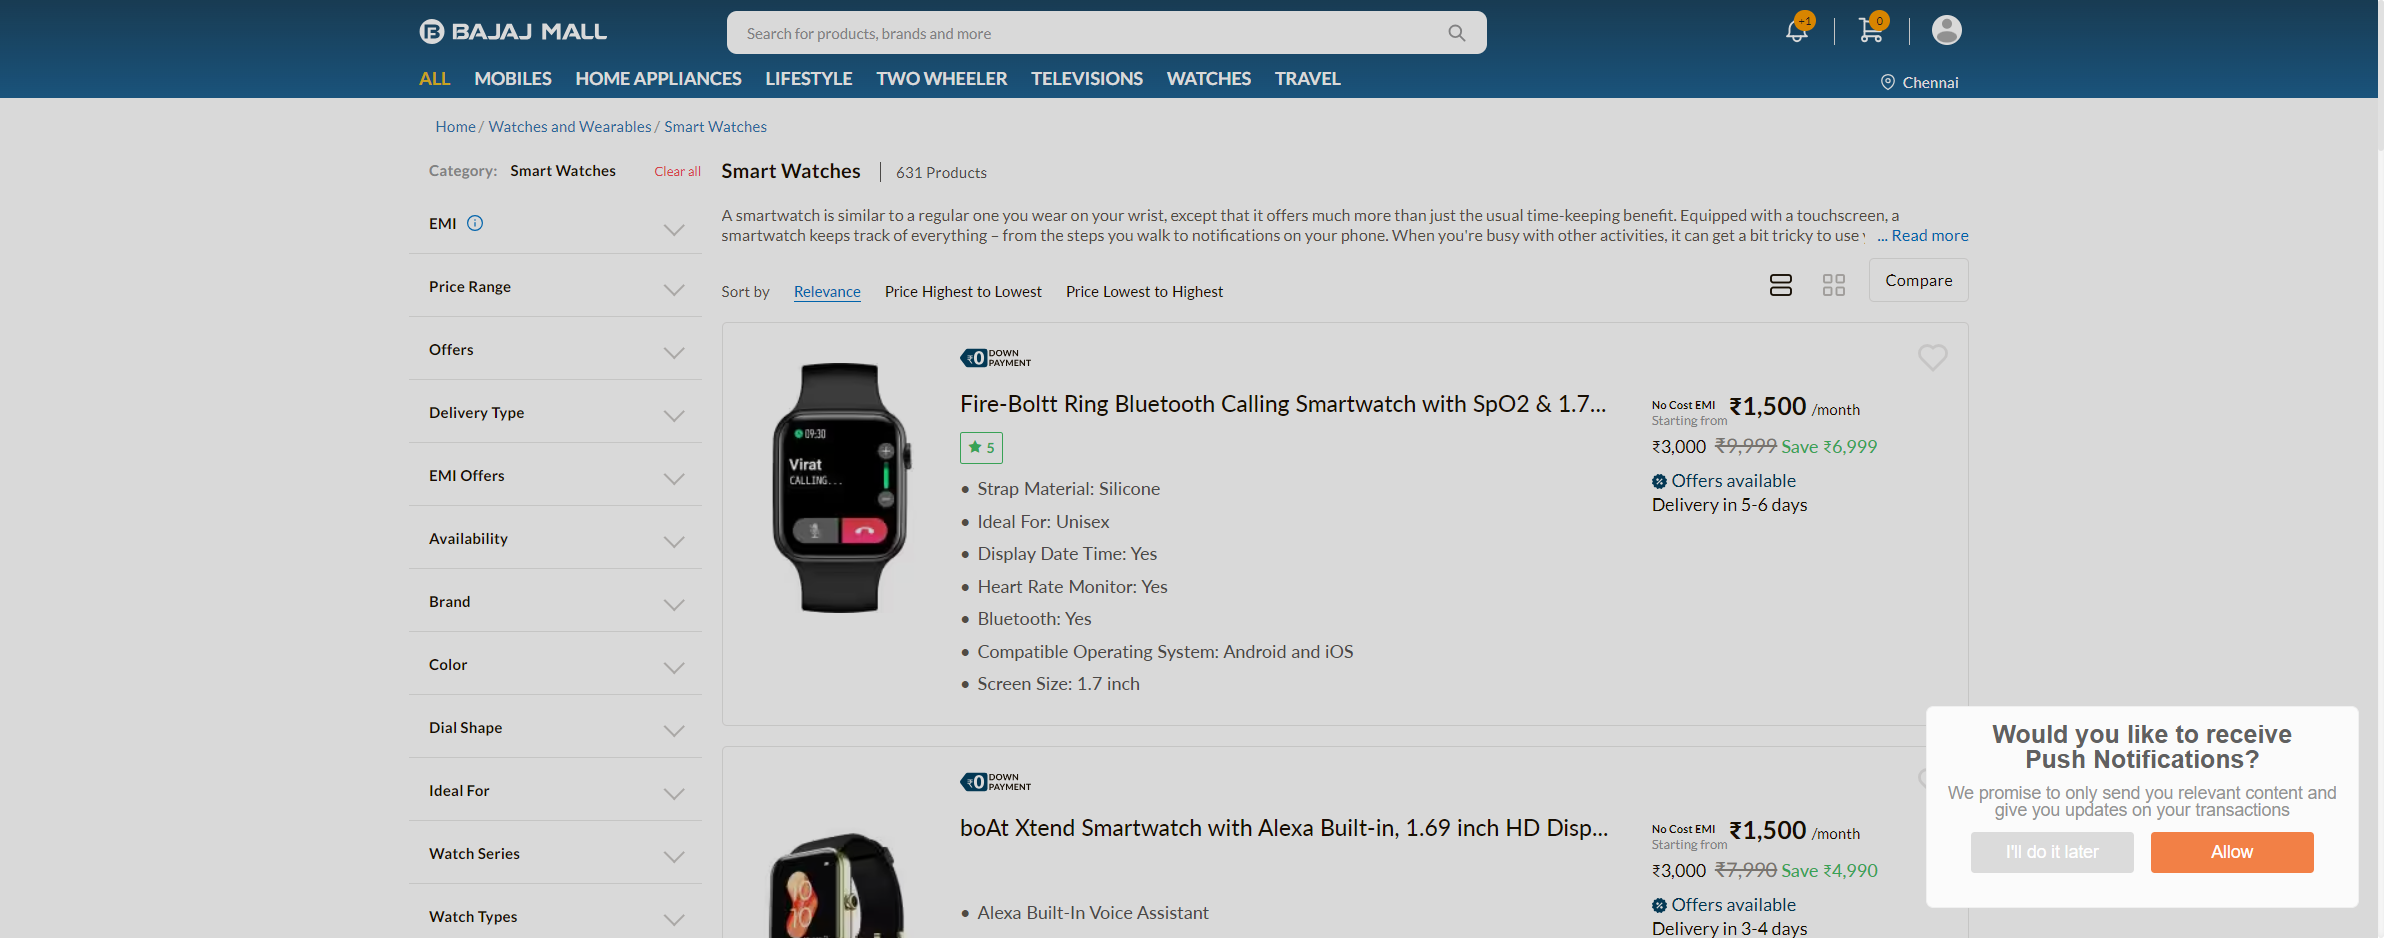 BAJAJ MALL
Search for products, brands and more
+1
0
ALL MOBILES HOME APPLIANCES LIFESTYLE TWO WHEELER TELEVISIONS WATCHES TRAVEL
Chennai
Home / Watches and Wearables / Smart Watches
Category: Smart Watches Clear all
EMI
Price Range
Offers
Delivery Type
EMI Offers
Availability
Brand
Color
Dial Shape
Ideal For
Watch Series
Watch Types
Smart Watches | 631 Products
A smartwatch is similar to a regular one you wear on your wrist, except that it offers much more than just the usual time-keeping benefit. Equipped with a touchscreen, a
smartwatch keeps track of everything – from the steps you walk to notifications on your phone. When you're busy with other activities, it can get a bit tricky to use ... Read more
Sort by Relevance Price Highest to Lowest Price Lowest to Highest
Compare
09:30
Virat
CALLING...
₹0 DOWN
PAYMENT
Fire-Boltt Ring Bluetooth Calling Smartwatch with SpO2 & 1.7...
★ 5
• Strap Material: Silicone
• Ideal For: Unisex
• Display Date Time: Yes
• Heart Rate Monitor: Yes
• Bluetooth: Yes
• Compatible Operating System: Android and iOS
• Screen Size: 1.7 inch
No Cost EMI ₹1,500 /month
Starting from
₹3,000 ₹9,999 Save ₹6,999
Offers available
Delivery in 5-6 days
10
10
₹0 DOWN
PAYMENT
boAt Xtend Smartwatch with Alexa Built-in, 1.69 inch HD Disp...
• Alexa Built-In Voice Assistant
No Cost EMI ₹1,500 /month
Starting from
₹3,000 ₹7,990 Save ₹4,990
Offers available
Delivery in 3-4 days
Would you like to receive
Push Notifications?
We promise to only send you relevant content and
give you updates on your transactions
I'll do it later
Allow